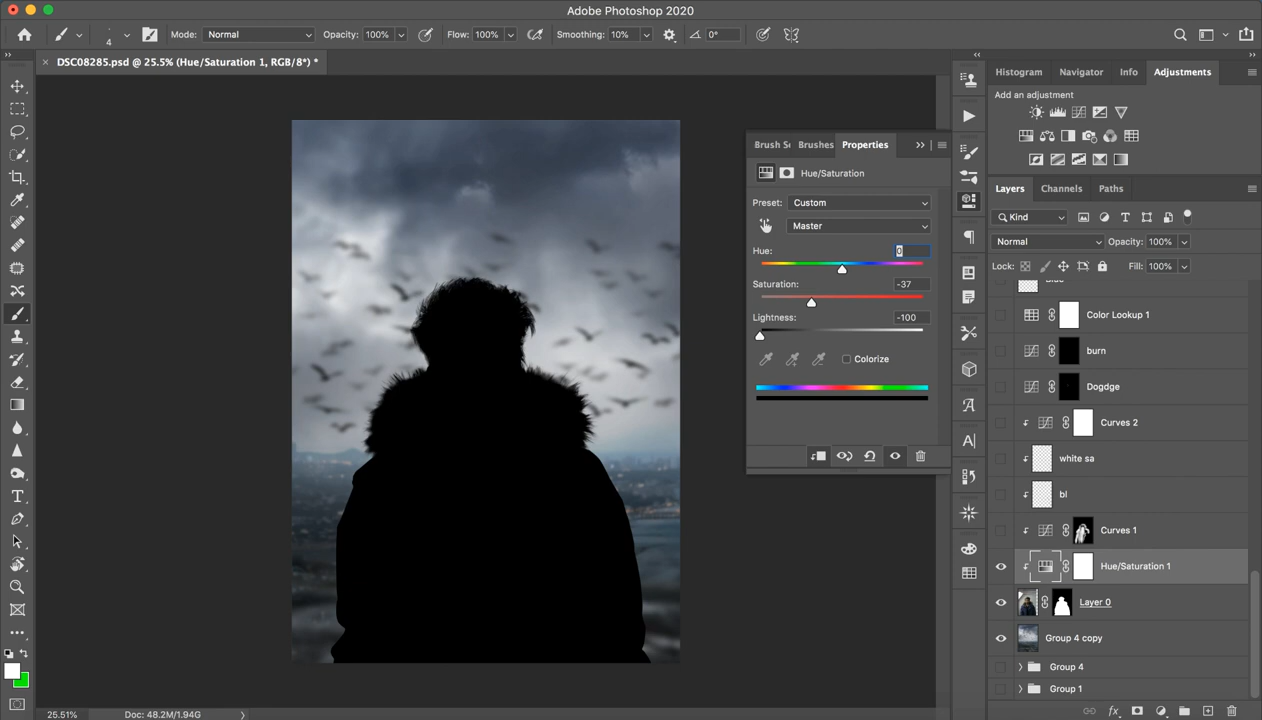 Adobe Photoshop 2020
4
Mode: Normal
Opacity: 100%
Flow: 100%
Smoothing: 10%
0°
× DSC08285.psd @ 25.5% (Hue/Saturation 1, RGB/8*) *
Histogram Navigator Info Adjustments
Add an adjustment
Brushes Properties
Hue/Saturation
Preset: Custom
Master
Hue: 0
Saturation: -37
Lightness: -100
Colorize
Layers Channels Paths
Kind
Normal Opacity: 100%
Lock: Fill: 100%
Color Lookup 1
burn
Dogdge
Curves 2
white sa
bl
Curves 1
Hue/Saturation 1
Layer 0
Group 4 copy
Group 4
Group 1
25.51% Doc: 48.2M/1.94G